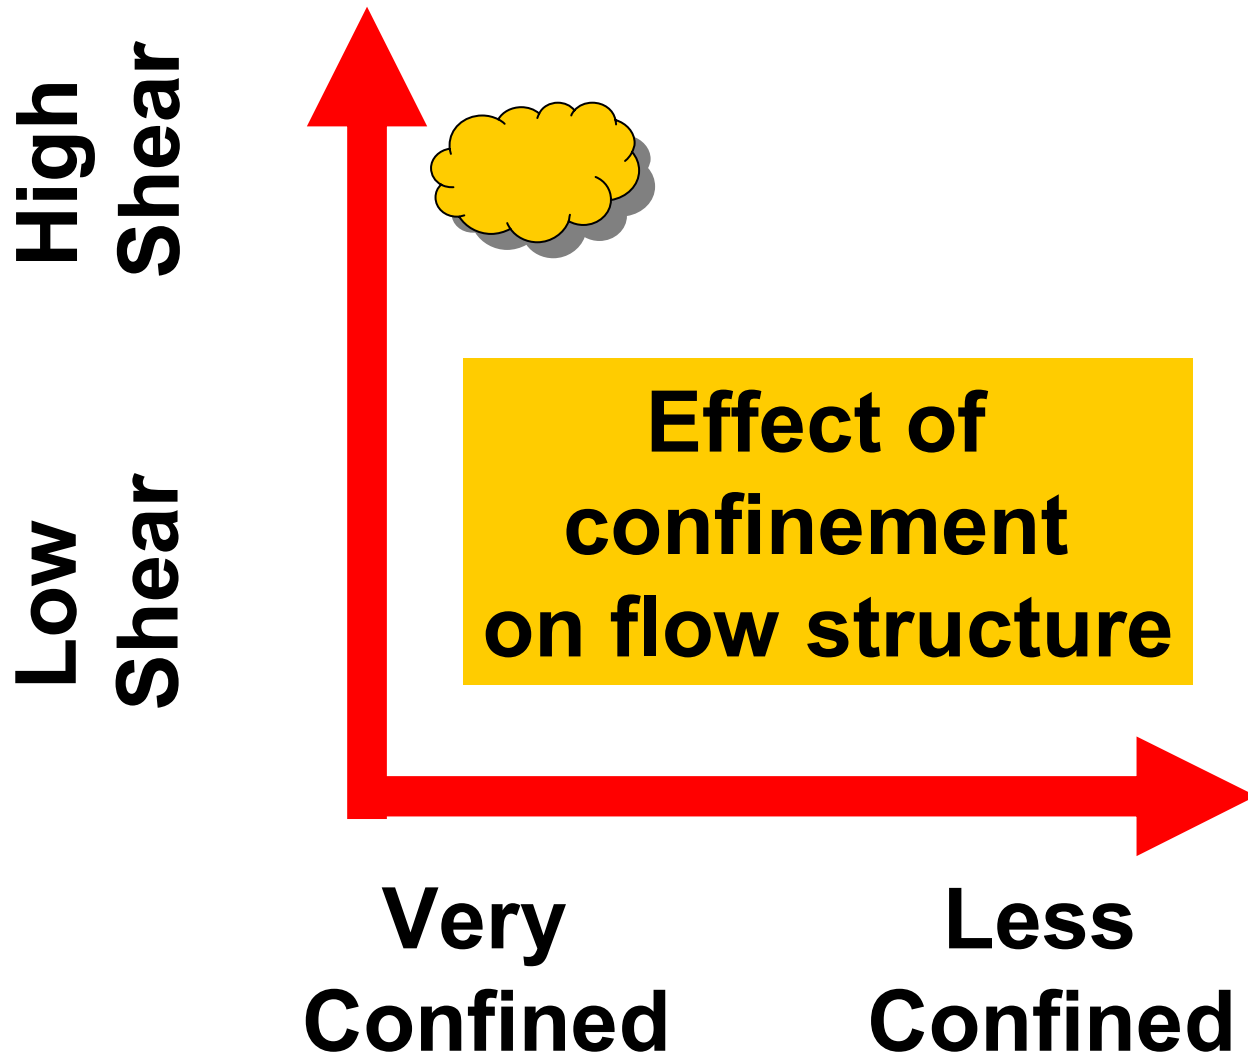 High
Shear
Low
Shear
Effect of
confinement
on flow structure
Very
Confined
Less
Confined